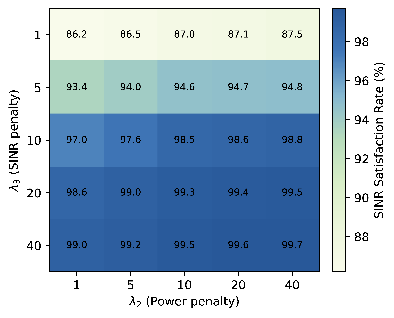 1 86.2 86.5 87.0 87.1 87.5
5 93.4 94.0 94.6 94.7 94.8
10 97.0 97.6 98.5 98.6 98.8
20 98.6 99.0 99.3 99.4 99.5
40 99.0 99.2 99.5 99.6 99.7
1 5 10 20 40
λ₂ (Power penalty)
(SINR penalty)
98
96
94
92
90
88
SINR Satisfaction Rate (%)